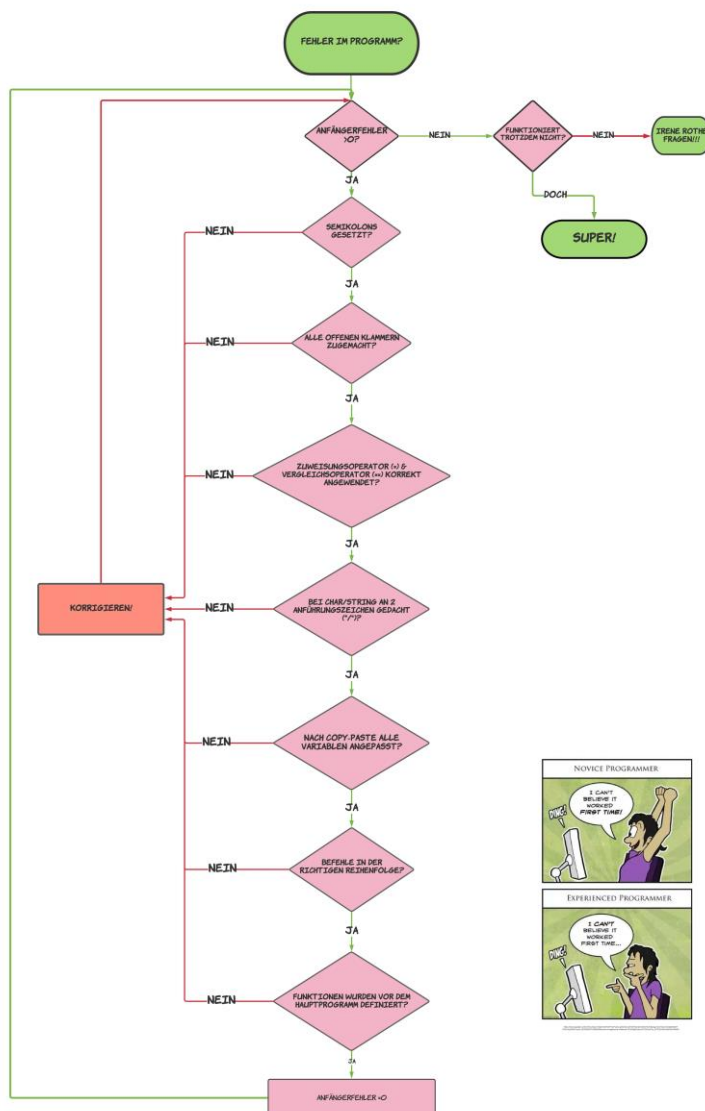 FEHLER IM PROGRAMM?
ANFÄNGERFEHLER
>0?
NEIN
FUNKTIONIERT
TROTZDEM NICHT?
NEIN
IRENE ROTHE
FRAGEN!!!
JA
DOCH
SUPER!
NEIN
SEMIKOLONS
GESETZT?
JA
NEIN
ALLE OFFENEN KLAMMERN
ZUGEMACHT?
JA
NEIN
ZUWEISUNGSOPERATOR (=) &
VERGLEICHSOPERATOR (==) KORREKT
ANGEWENDET?
JA
KORRIGIEREN!
NEIN
BEI CHAR/STRING AN 2
ANFÜHRUNGSZEICHEN GEDACHT
("/")?
JA
NEIN
NACH COPY-PASTE ALLE
VARIABLEN ANGEPASST?
JA
NEIN
BEFEHLE IN DER
RICHTIGEN REIHENFOLGE?
JA
NEIN
FUNKTIONEN WURDEN VOR DEM
HAUPTPROGRAMM DEFINIERT?
JA
ANFÄNGERFEHLER =0
NOVICE PROGRAMMER
I CAN'T
BELIEVE IT
WORKED
FIRST TIME!
DING!
EXPERIENCED PROGRAMMER
I CAN'T
BELIEVE IT
WORKED
FIRST TIME...
DING!